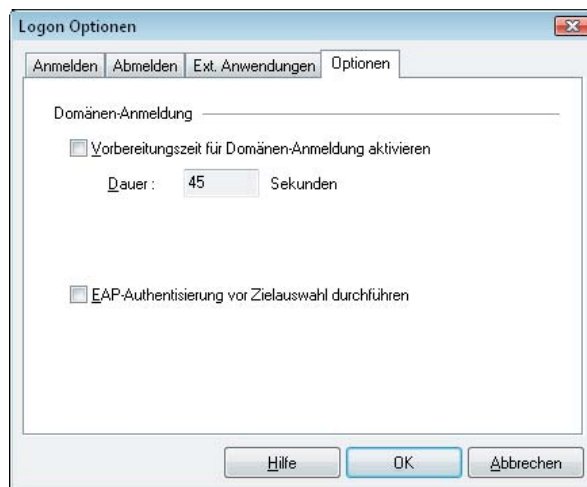 Logon Optionen
Anmelden Abmelden Ext. Anwendungen Optionen
Domänen-Anmeldung
Vorbereitungszeit für Domänen-Anmeldung aktivieren
Dauer : 45 Sekunden
EAP-Authentisierung vor Zielauswahl durchführen
Hilfe OK Abbrechen